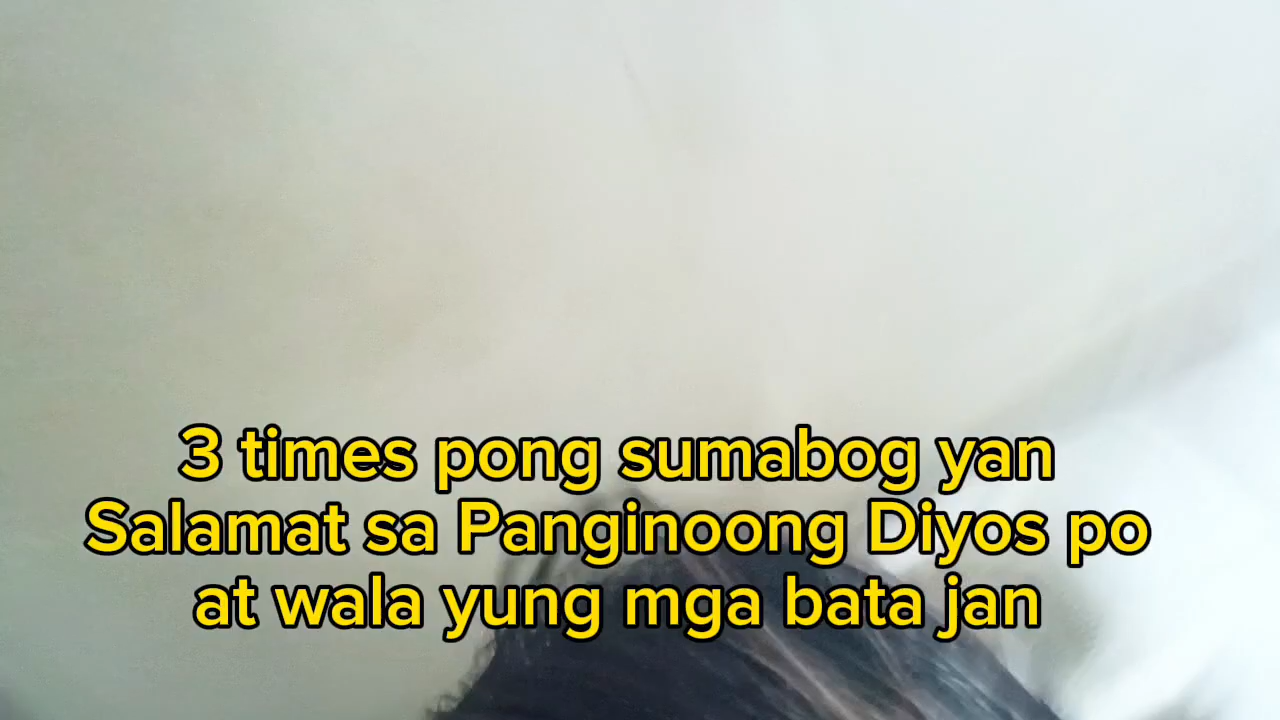 3 times pong sumabog yan
Salamat sa Panginoong Diyos po
at wala yung mga bata jan